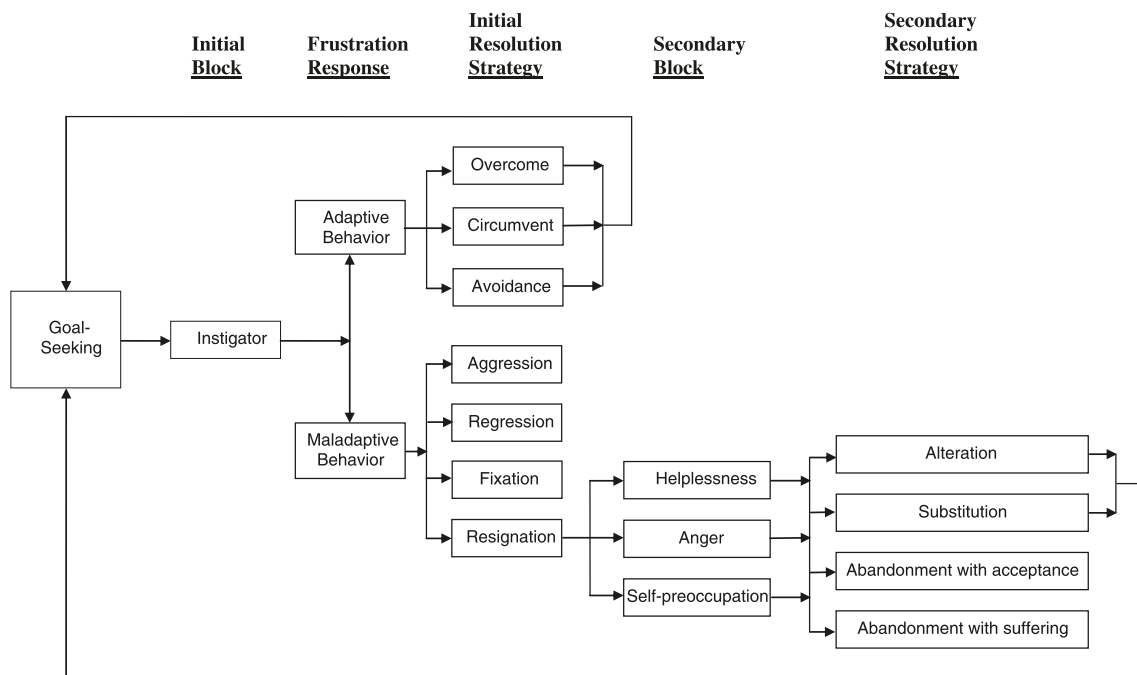 Initial
Block
Frustration
Response
Initial
Resolution
Strategy
Secondary
Block
Secondary
Resolution
Strategy
Goal-
Seeking
Instigator
Adaptive
Behavior
Maladaptive
Behavior
Overcome
Circumvent
Avoidance
Aggression
Regression
Fixation
Resignation
Helplessness
Anger
Self-preoccupation
Alteration
Substitution
Abandonment with acceptance
Abandonment with suffering